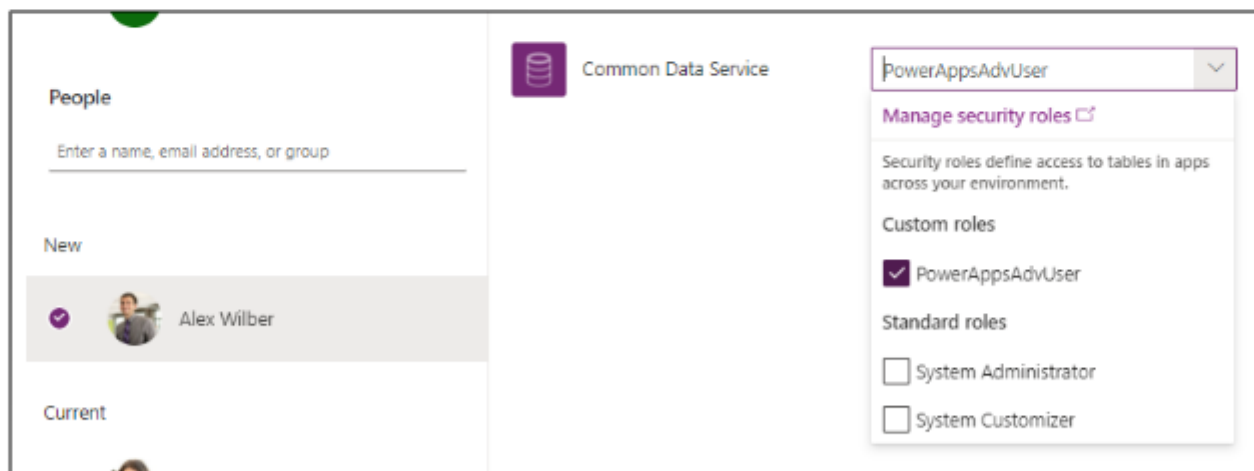 People
Enter a name, email address, or group
New
Alex Wilber
Current
Common Data Service
PowerAppsAdvUser
Manage security roles
Security roles define access to tables in apps
across your environment.
Custom roles
PowerAppsAdvUser
Standard roles
System Administrator
System Customizer